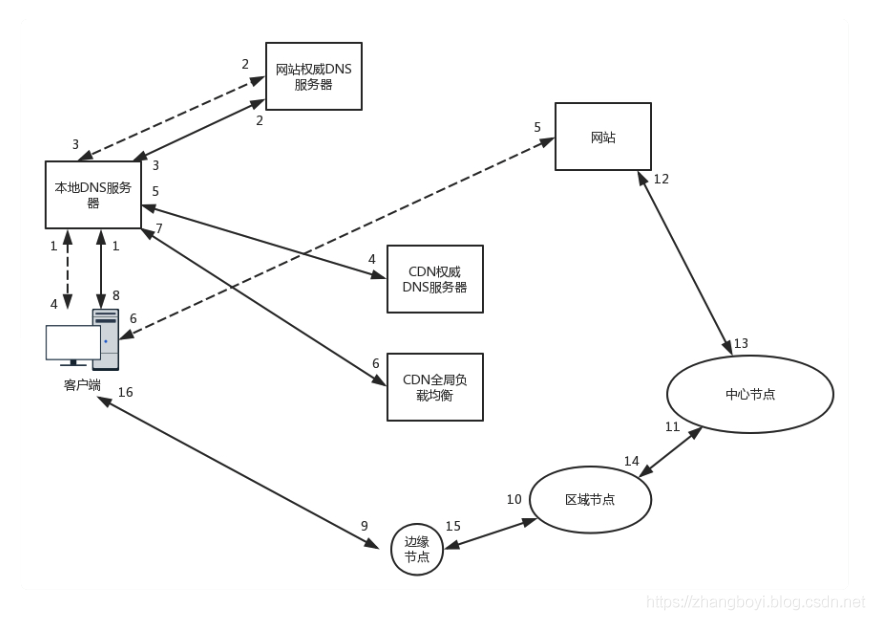 2
网站权威DNS
服务器
2
3
3
本地DNS服务
器
5
7
1
1
4
8
6
客户端
16
5
网站
12
4
CDN权威
DNS服务器
6
CDN全局负
载均衡
13
中心节点
11
14
10
区域节点
9
15
边缘
节点
https://zhangboyi.blog.csdn.net